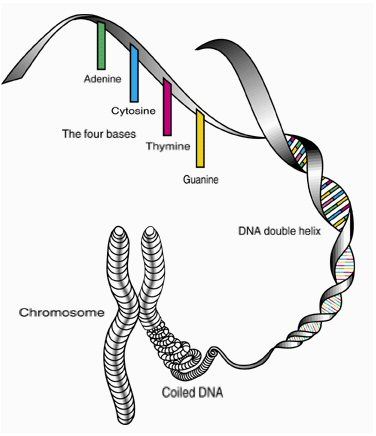 Adenine
Cytosine
The four bases
Thymine
Guanine
DNA double helix
Chromosome
Coiled DNA